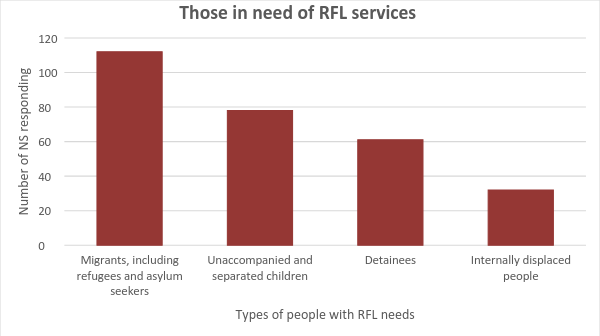 Those in need of RFL services
Number of NS responding
120
100
80
60
40
20
0
Migrants, including
refugees and asylum
seekers
Unaccompanied and
separated children
Detainees
Internally displaced
people
Types of people with RFL needs